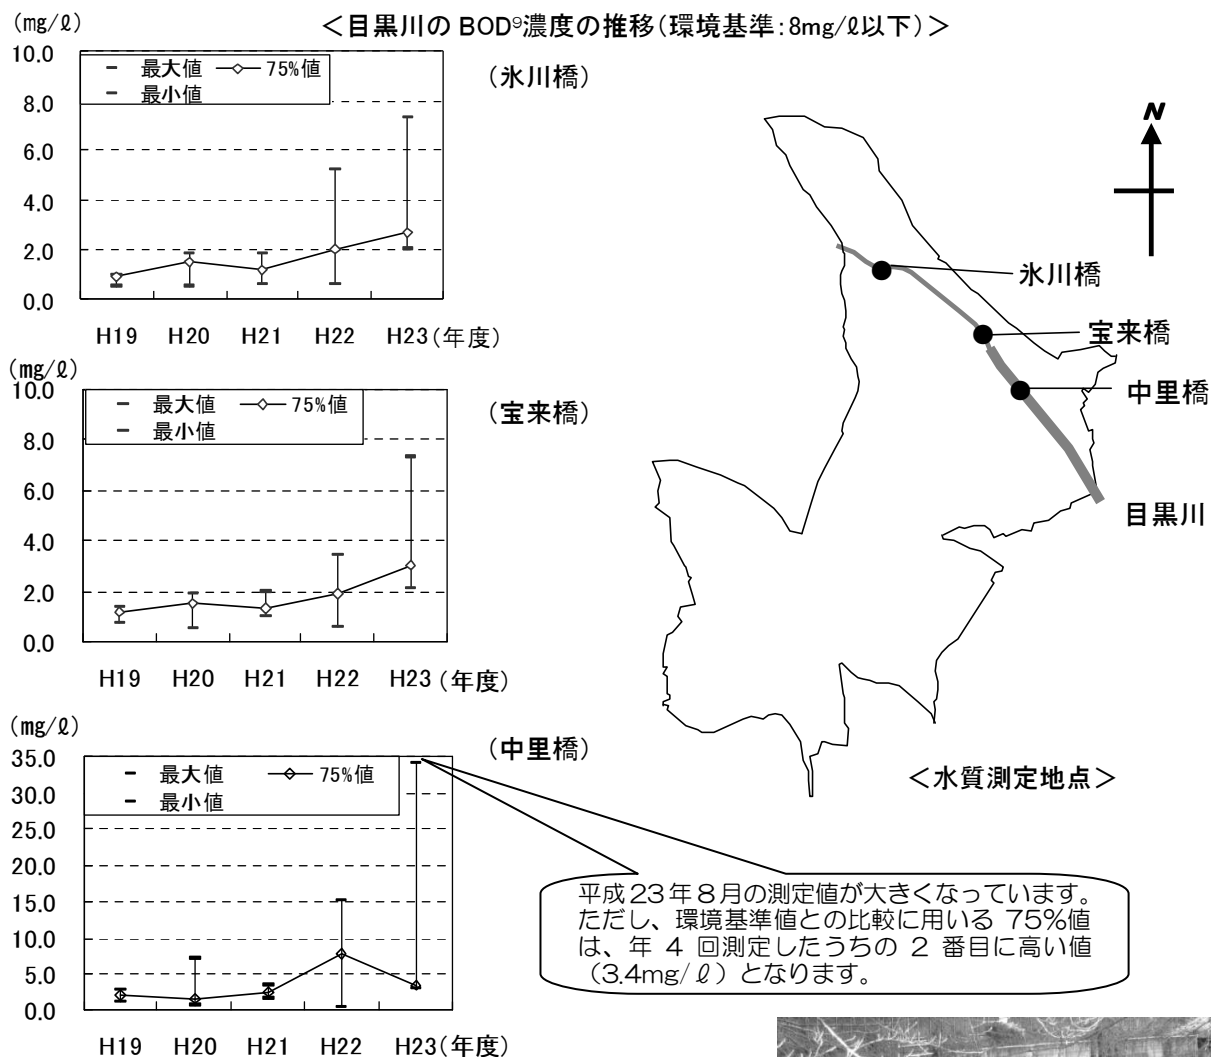 <目黒川の BOD⁹濃度の推移(環境基準:8mg/ℓ以下)>
(mg/ℓ)
10.0
8.0
6.0
4.0
2.0
0.0
最大値
75%値
最小値
(氷川橋)
H19 H20 H21 H22 H23(年度)
(mg/ℓ)
10.0
8.0
6.0
4.0
2.0
0.0
最大値
75%値
最小値
(宝来橋)
H19 H20 H21 H22 H23(年度)
(mg/ℓ)
35.0
30.0
25.0
20.0
15.0
10.0
5.0
0.0
最大値
75%値
最小値
(中里橋)
H19 H20 H21 H22 H23(年度)
N
氷川橋
宝来橋
中里橋
目黒川
<水質測定地点>
平成23年8月の測定値が大きくなっています。
ただし、環境基準値との比較に用いる 75%値
は、年 4 回測定したうちの 2 番目に高い値
(3.4mg/ℓ)となります。